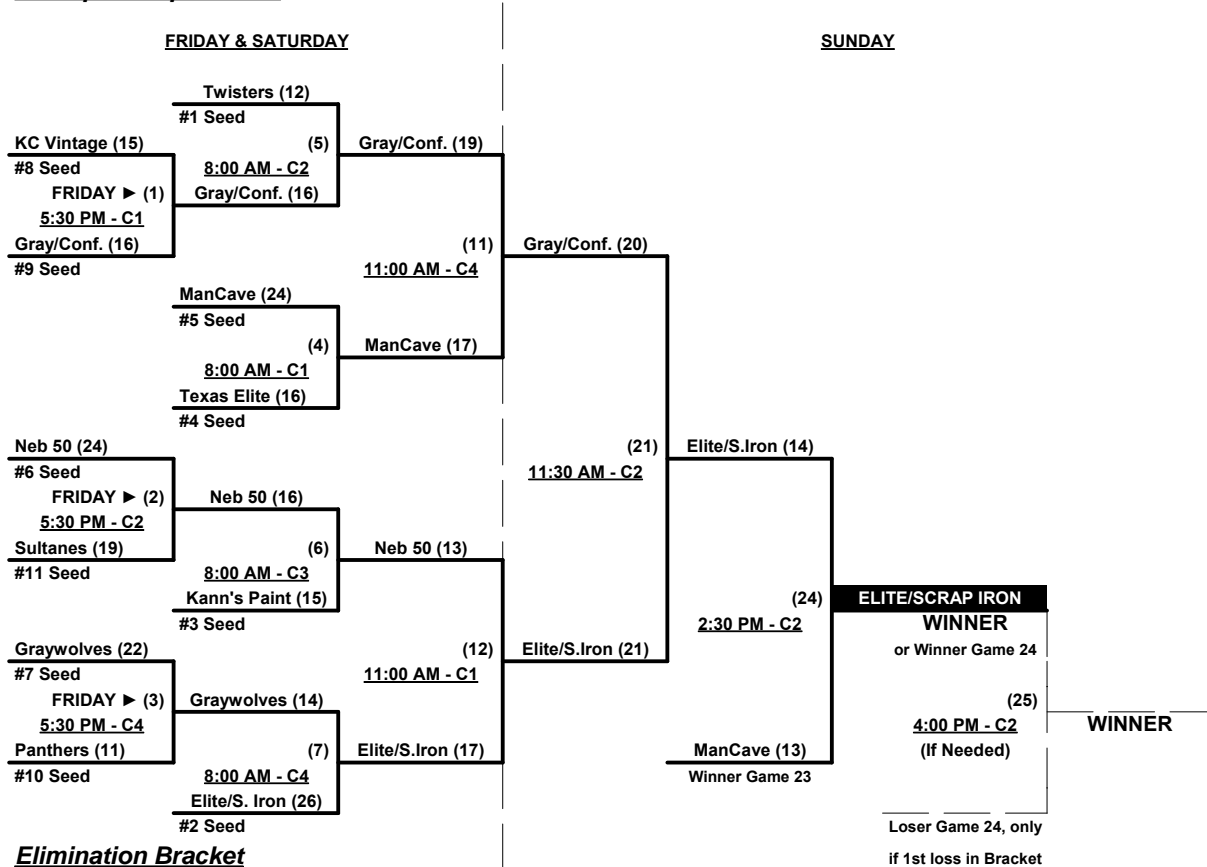 FRIDAY & SATURDAY
SUNDAY
Twisters (12)
#1 Seed
KC Vintage (15)
(5)
Gray/Conf. (19)
#8 Seed
8:00 AM - C2
FRIDAY ► (1)
Gray/Conf. (16)
5:30 PM - C1
Gray/Conf. (16)
(11)
Gray/Conf. (20)
#9 Seed
11:00 AM - C4
ManCave (24)
#5 Seed
(4)
ManCave (17)
8:00 AM - C1
Texas Elite (16)
#4 Seed
Neb 50 (24)
(21)
Elite/S.Iron (14)
#6 Seed
11:30 AM - C2
FRIDAY ► (2)
Neb 50 (16)
5:30 PM - C2
Sultanes (19)
(6)
Neb 50 (13)
#11 Seed
8:00 AM - C3
Kann's Paint (15)
(24)
ELITE/SCRAP IRON
#3 Seed
2:30 PM - C2
WINNER
Graywolves (22)
(12)
Elite/S.Iron (21)
or Winner Game 24
#7 Seed
11:00 AM - C1
FRIDAY ► (3)
Graywolves (14)
(25)
5:30 PM - C4
4:00 PM - C2
WINNER
Panthers (11)
(7)
Elite/S.Iron (17)
ManCave (13)
(If Needed)
#10 Seed
8:00 AM - C4
Winner Game 23
Elite/S. Iron (26)
#2 Seed
Loser Game 24, only
Elimination Bracket
if 1st loss in Bracket